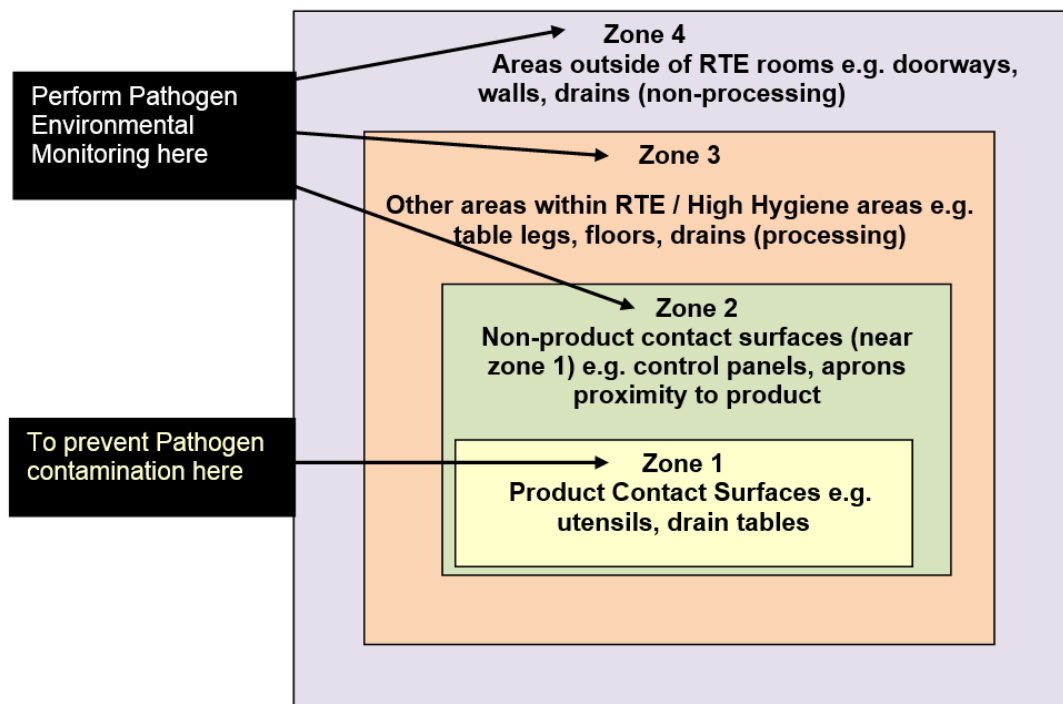 Zone 4
Areas outside of RTE rooms e.g. doorways,
walls, drains (non-processing)
Perform Pathogen
Environmental
Monitoring here
Zone 3
Other areas within RTE / High Hygiene areas e.g.
table legs, floors, drains (processing)
Zone 2
Non-product contact surfaces (near
zone 1) e.g. control panels, aprons
proximity to product
To prevent Pathogen
contamination here
Zone 1
Product Contact Surfaces e.g.
utensils, drain tables